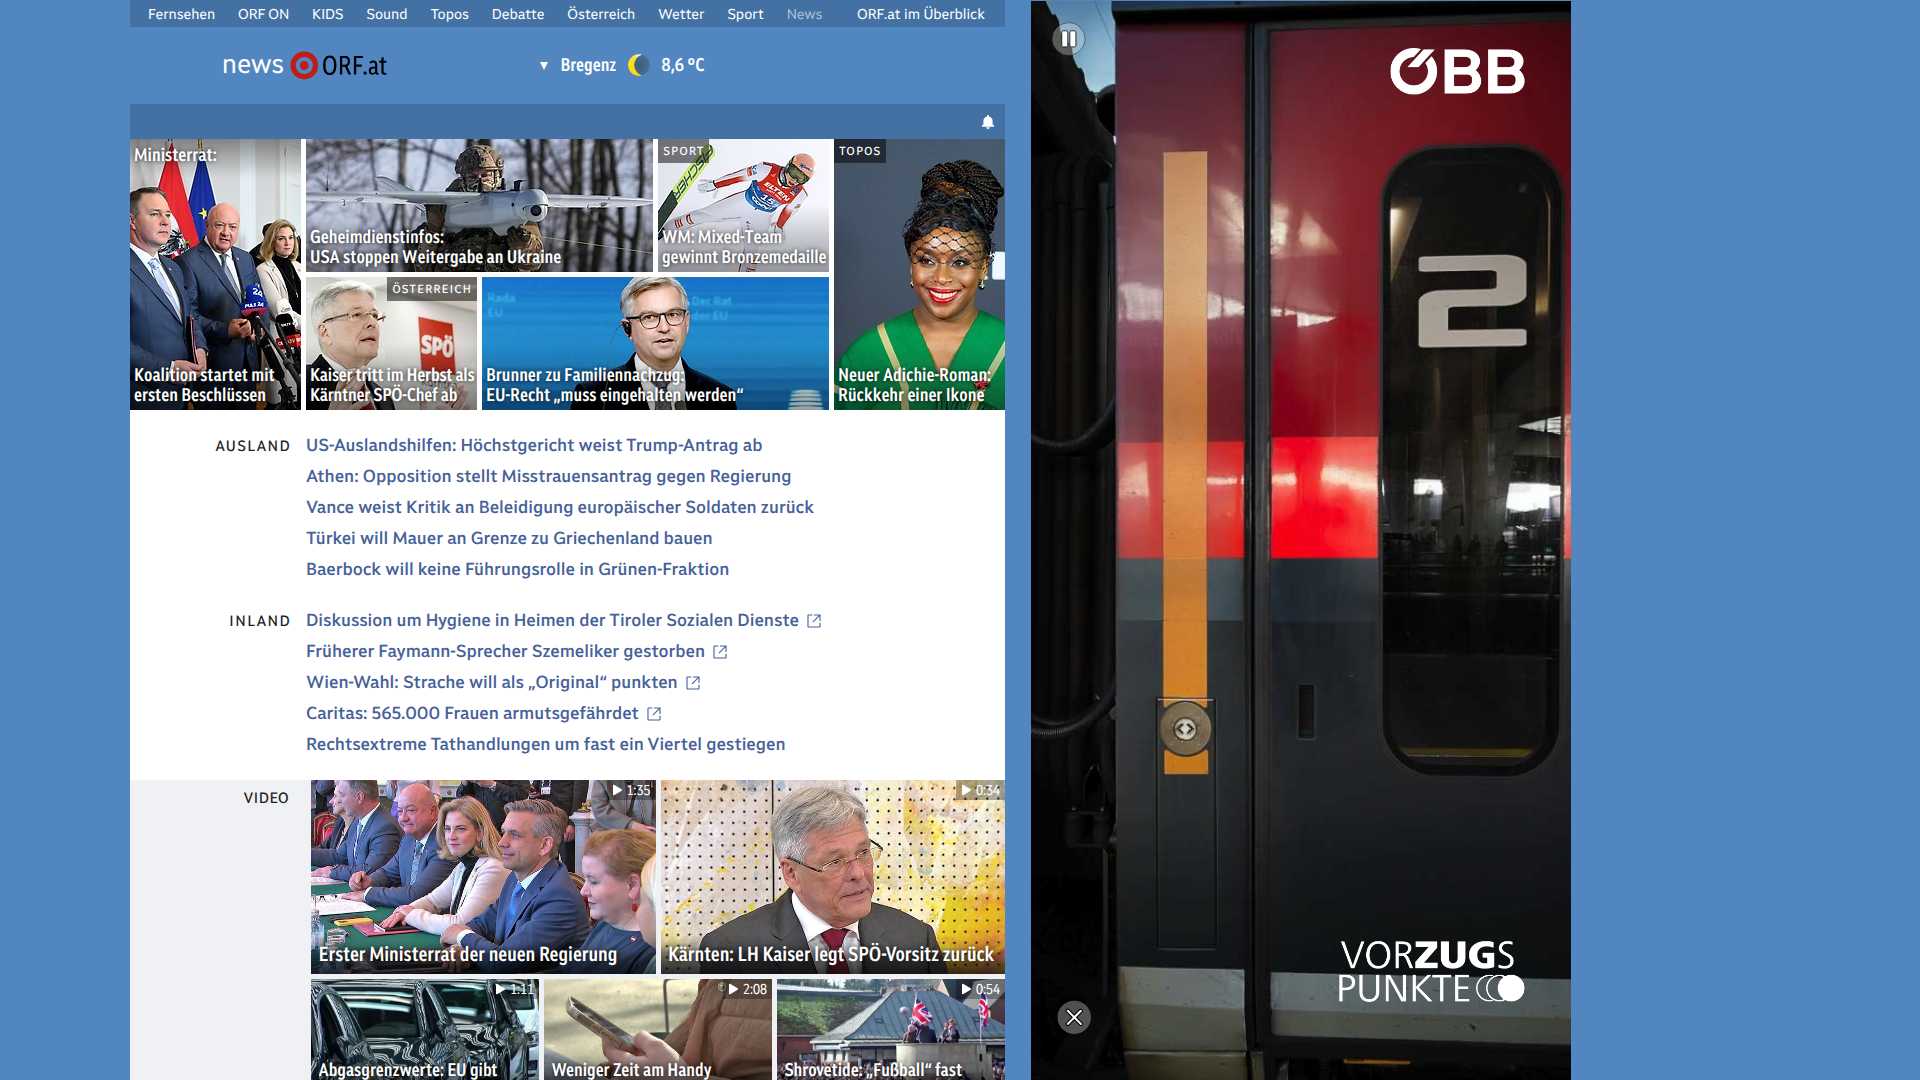 Fernsehen ORF ON KIDS Sound Topos Debatte Österreich Wetter Sport News ORF.at im Überblick
news ORF.at
Bregenz 8,6 °C
Ministerrat:
Koalition startet mit
ersten Beschlüssen
Geheimdienstinfos:
USA stoppen Weitergabe an Ukraine
SPORT
WM: Mixed-Team
gewinnt Bronzemedaille
TOPOS
Neuer Adichie-Roman:
Rückkehr einer Ikone
ÖSTERREICH
SPÖ
Kaiser tritt im Herbst als
Kärntner SPÖ-Chef ab
Brunner zu Familiennachzug:
EU-Recht „muss eingehalten werden“
AUSLAND
US-Auslandshilfen: Höchstgericht weist Trump-Antrag ab
Athen: Opposition stellt Misstrauensantrag gegen Regierung
Vance weist Kritik an Beleidigung europäischer Soldaten zurück
Türkei will Mauer an Grenze zu Griechenland bauen
Baerbock will keine Führungsrolle in Grünen-Fraktion
INLAND
Diskussion um Hygiene in Heimen der Tiroler Sozialen Dienste
Früherer Faymann-Sprecher Szemeliker gestorben
Wien-Wahl: Strache will als „Original“ punkten
Caritas: 565.000 Frauen armutsgefährdet
Rechtsextreme Tathandlungen um fast ein Viertel gestiegen
VIDEO
1:35
Erster Ministerrat der neuen Regierung
0:34
Kärnten: LH Kaiser legt SPÖ-Vorsitz zurück
1:11
Abgasgrenzwerte: EU gibt
2:08
Weniger Zeit am Handy
0:54
Shrovetide: „Fußball“ fast
ÖBB
2
VORZUGS
PUNKTE